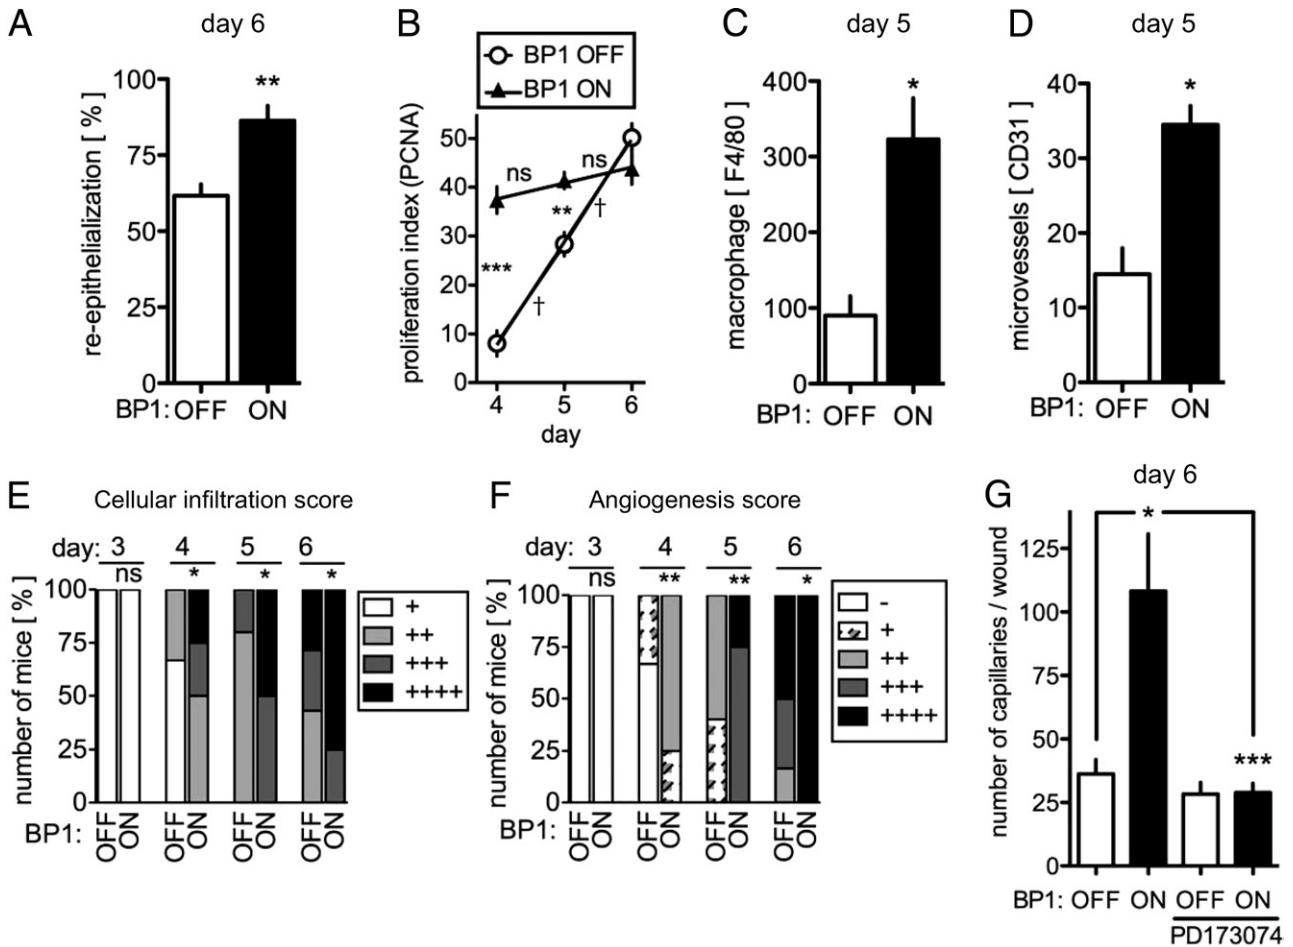 A
day 6
re-epithelialization [ % ]
100
75
50
25
0
**
BP1: OFF ON
B
BP1 OFF
BP1 ON
proliferation index (PCNA)
50
40
30
20
10
0
ns
ns
**
†
***
†
4 5 6
day
C
day 5
macrophage [ F4/80 ]
400
300
200
100
0
*
BP1: OFF ON
D
day 5
microvessels [ CD31 ]
40
30
20
10
0
*
BP1: OFF ON
E
Cellular infiltration score
day: 3 4 5 6
ns * * *
number of mice [ % ]
100
75
50
25
0
BP1: OFF ON OFF ON OFF ON OFF ON
+
++
+++
++++
F
Angiogenesis score
day: 3 4 5 6
ns ** ** *
number of mice [ % ]
100
75
50
25
0
BP1: OFF ON OFF ON OFF ON OFF ON
-
+
++
+++
++++
G
day 6
number of capillaries / wound
125
100
75
50
25
0
*
***
BP1: OFF ON OFF ON
PD173074